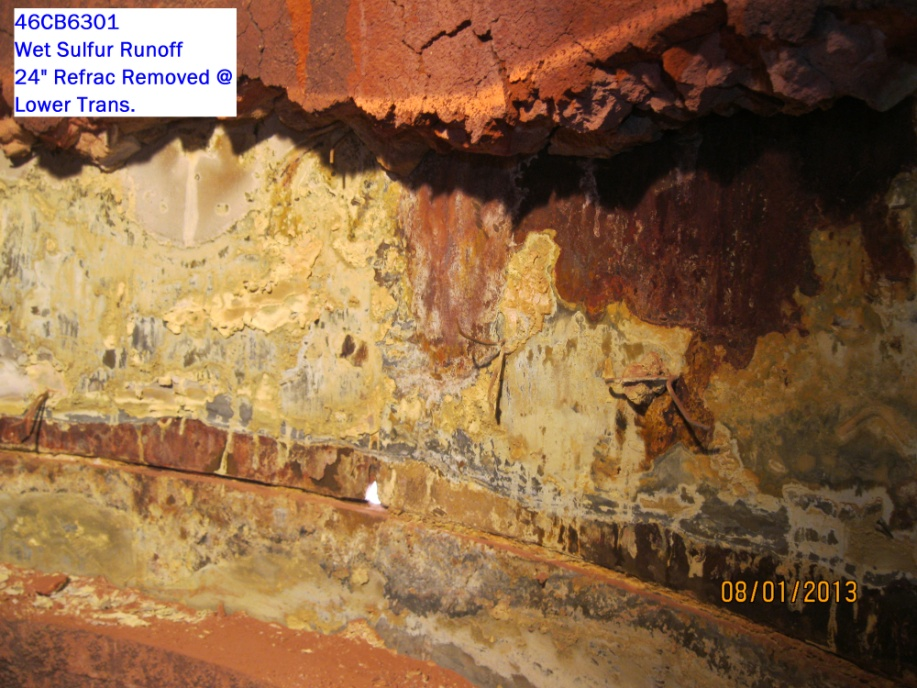 46CB6301
Wet Sulfur Runoff
24" Refrac Removed @
Lower Trans.
08/01/2013